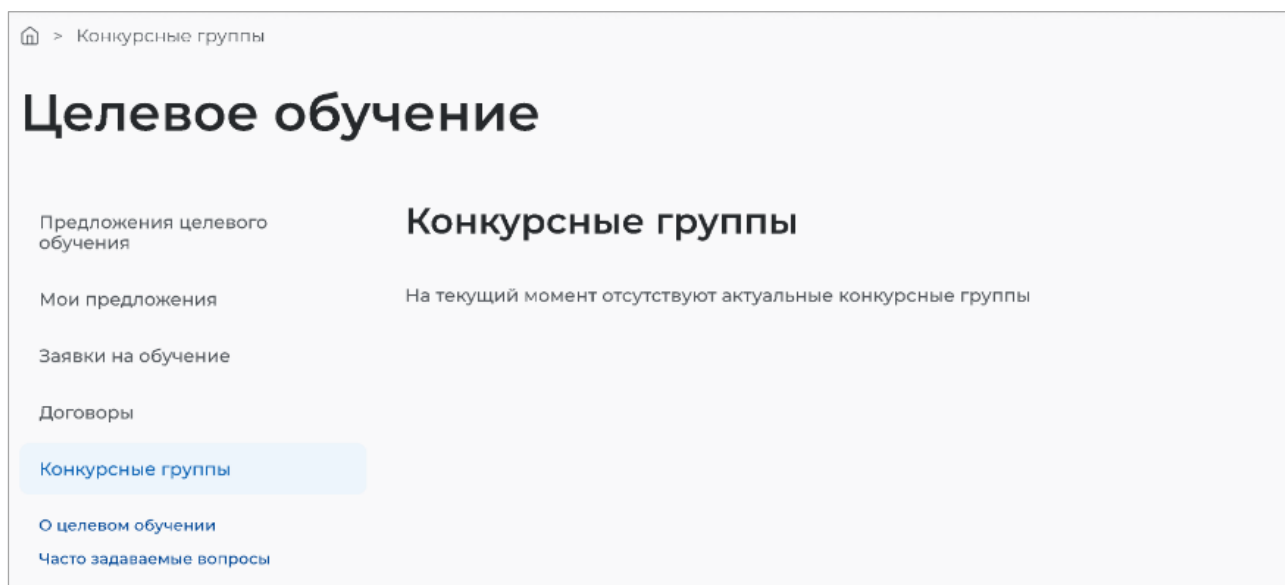 > Конкурсные группы
Целевое обучение
Предложения целевого
обучения
Мои предложения
Заявки на обучение
Договоры
Конкурсные группы
О целевом обучении
Часто задаваемые вопросы
Конкурсные группы
На текущий момент отсутствуют актуальные конкурсные группы